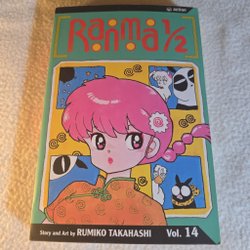 Ranma ½
Story and Art by RUMIKO TAKAHASHI
Vol. 14